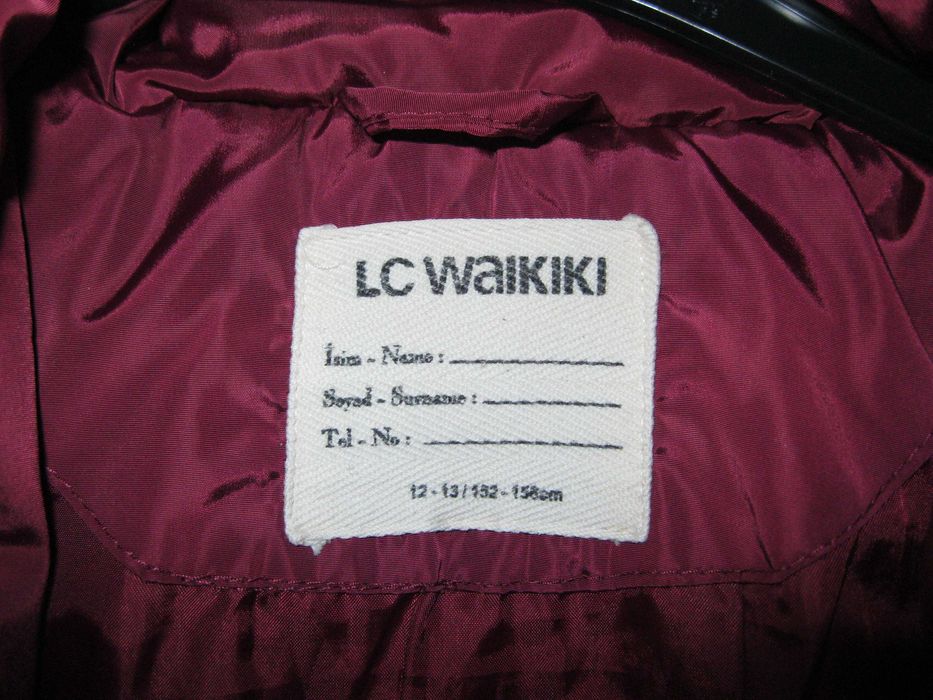 LC WAIKIKI
İsim - Name : 
Soyad - Surname : 
Tel - No : 
12 - 13 / 152 - 158cm